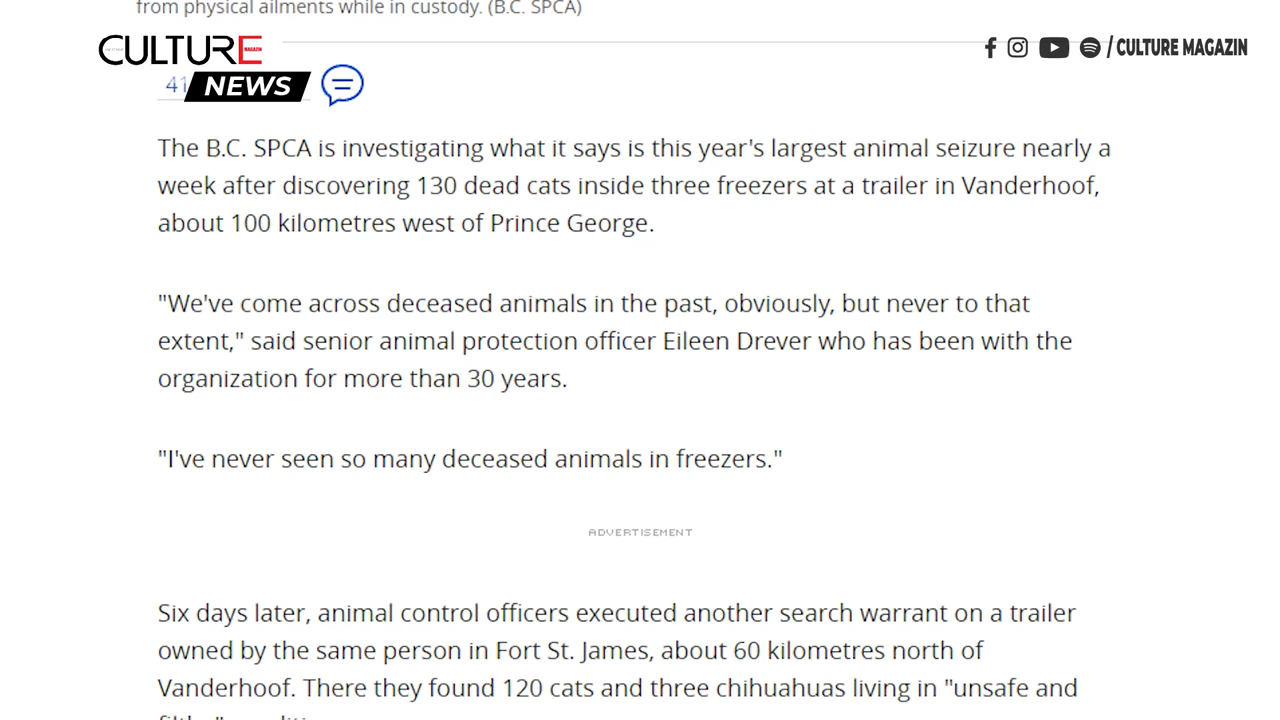 from physical ailments while in custody. (B.C. SPCA)
CULTURE
MAGAZIN
/ CULTURE MAGAZIN
41
NEWS
The B.C. SPCA is investigating what it says is this year's largest animal seizure nearly a
week after discovering 130 dead cats inside three freezers at a trailer in Vanderhoof,
about 100 kilometres west of Prince George.
"We've come across deceased animals in the past, obviously, but never to that
extent," said senior animal protection officer Eileen Drever who has been with the
organization for more than 30 years.
"I've never seen so many deceased animals in freezers."
ADVERTISEMENT
Six days later, animal control officers executed another search warrant on a trailer
owned by the same person in Fort St. James, about 60 kilometres north of
Vanderhoof. There they found 120 cats and three chihuahuas living in "unsafe and